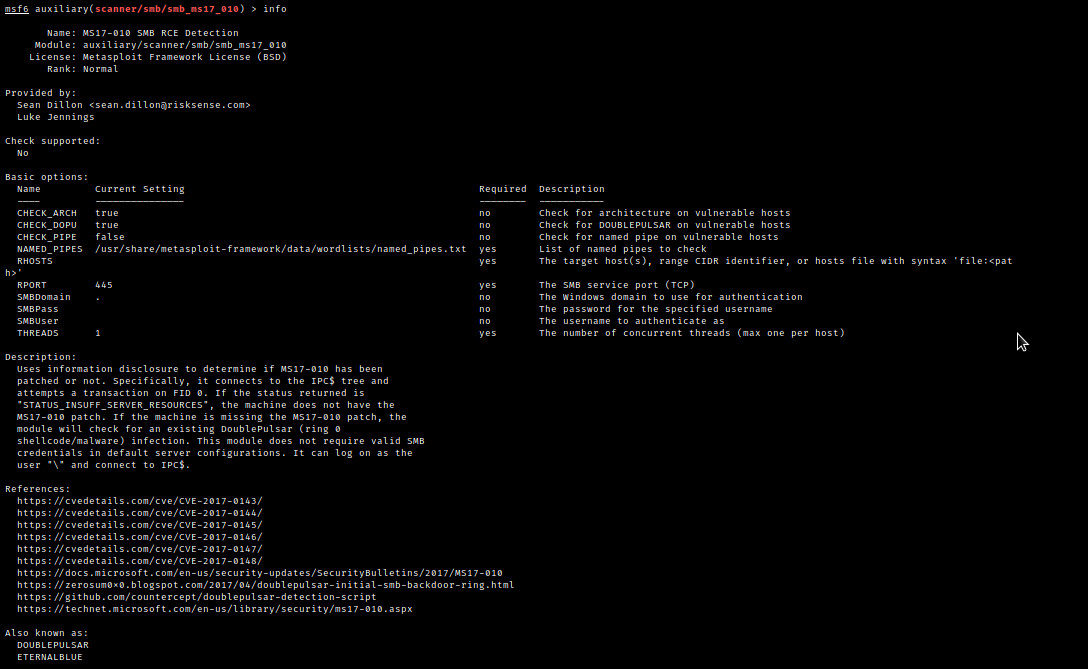 msf6 auxiliary(scanner/smb/smb_ms17_010) > info
Name: MS17-010 SMB RCE Detection
Module: auxiliary/scanner/smb/smb_ms17_010
License: Metasploit Framework License (BSD)
Rank: Normal
Provided by:
Sean Dillon <sean.dillon@risksense.com>
Luke Jennings
Check supported:
No
Basic options:
Name Current Setting Required Description
---- --------------- -------- -----------
CHECK_ARCH true no Check for architecture on vulnerable hosts
CHECK_DOPU true no Check for DOUBLEPULSAR on vulnerable hosts
CHECK_PIPE false no Check for named pipe on vulnerable hosts
NAMED_PIPES /usr/share/metasploit-framework/data/wordlists/named_pipes.txt yes List of named pipes to check
RHOSTS yes The target host(s), range CIDR identifier, or hosts file with syntax 'file:<pat
h>'
RPORT 445 yes The SMB service port (TCP)
SMBDomain . no The Windows domain to use for authentication
SMBPass no The password for the specified username
SMBUser no The username to authenticate as
THREADS 1 yes The number of concurrent threads (max one per host)
Description:
Uses information disclosure to determine if MS17-010 has been
patched or not. Specifically, it connects to the IPC$ tree and
attempts a transaction on FID 0. If the status returned is
"STATUS_INSUFF_SERVER_RESOURCES", the machine does not have the
MS17-010 patch. If the machine is missing the MS17-010 patch, the
module will check for an existing DoublePulsar (ring 0
shellcode/malware) infection. This module does not require valid SMB
credentials in default server configurations. It can log on as the
user "\" and connect to IPC$.
References:
https://cvedetails.com/cve/CVE-2017-0143/
https://cvedetails.com/cve/CVE-2017-0144/
https://cvedetails.com/cve/CVE-2017-0145/
https://cvedetails.com/cve/CVE-2017-0146/
https://cvedetails.com/cve/CVE-2017-0147/
https://cvedetails.com/cve/CVE-2017-0148/
https://docs.microsoft.com/en-us/security-updates/SecurityBulletins/2017/MS17-010
https://zerosum0x0.blogspot.com/2017/04/doublepulsar-initial-smb-backdoor-ring.html
https://github.com/countercept/doublepulsar-detection-script
https://technet.microsoft.com/en-us/library/security/ms17-010.aspx
Also known as:
DOUBLEPULSAR
ETERNALBLUE